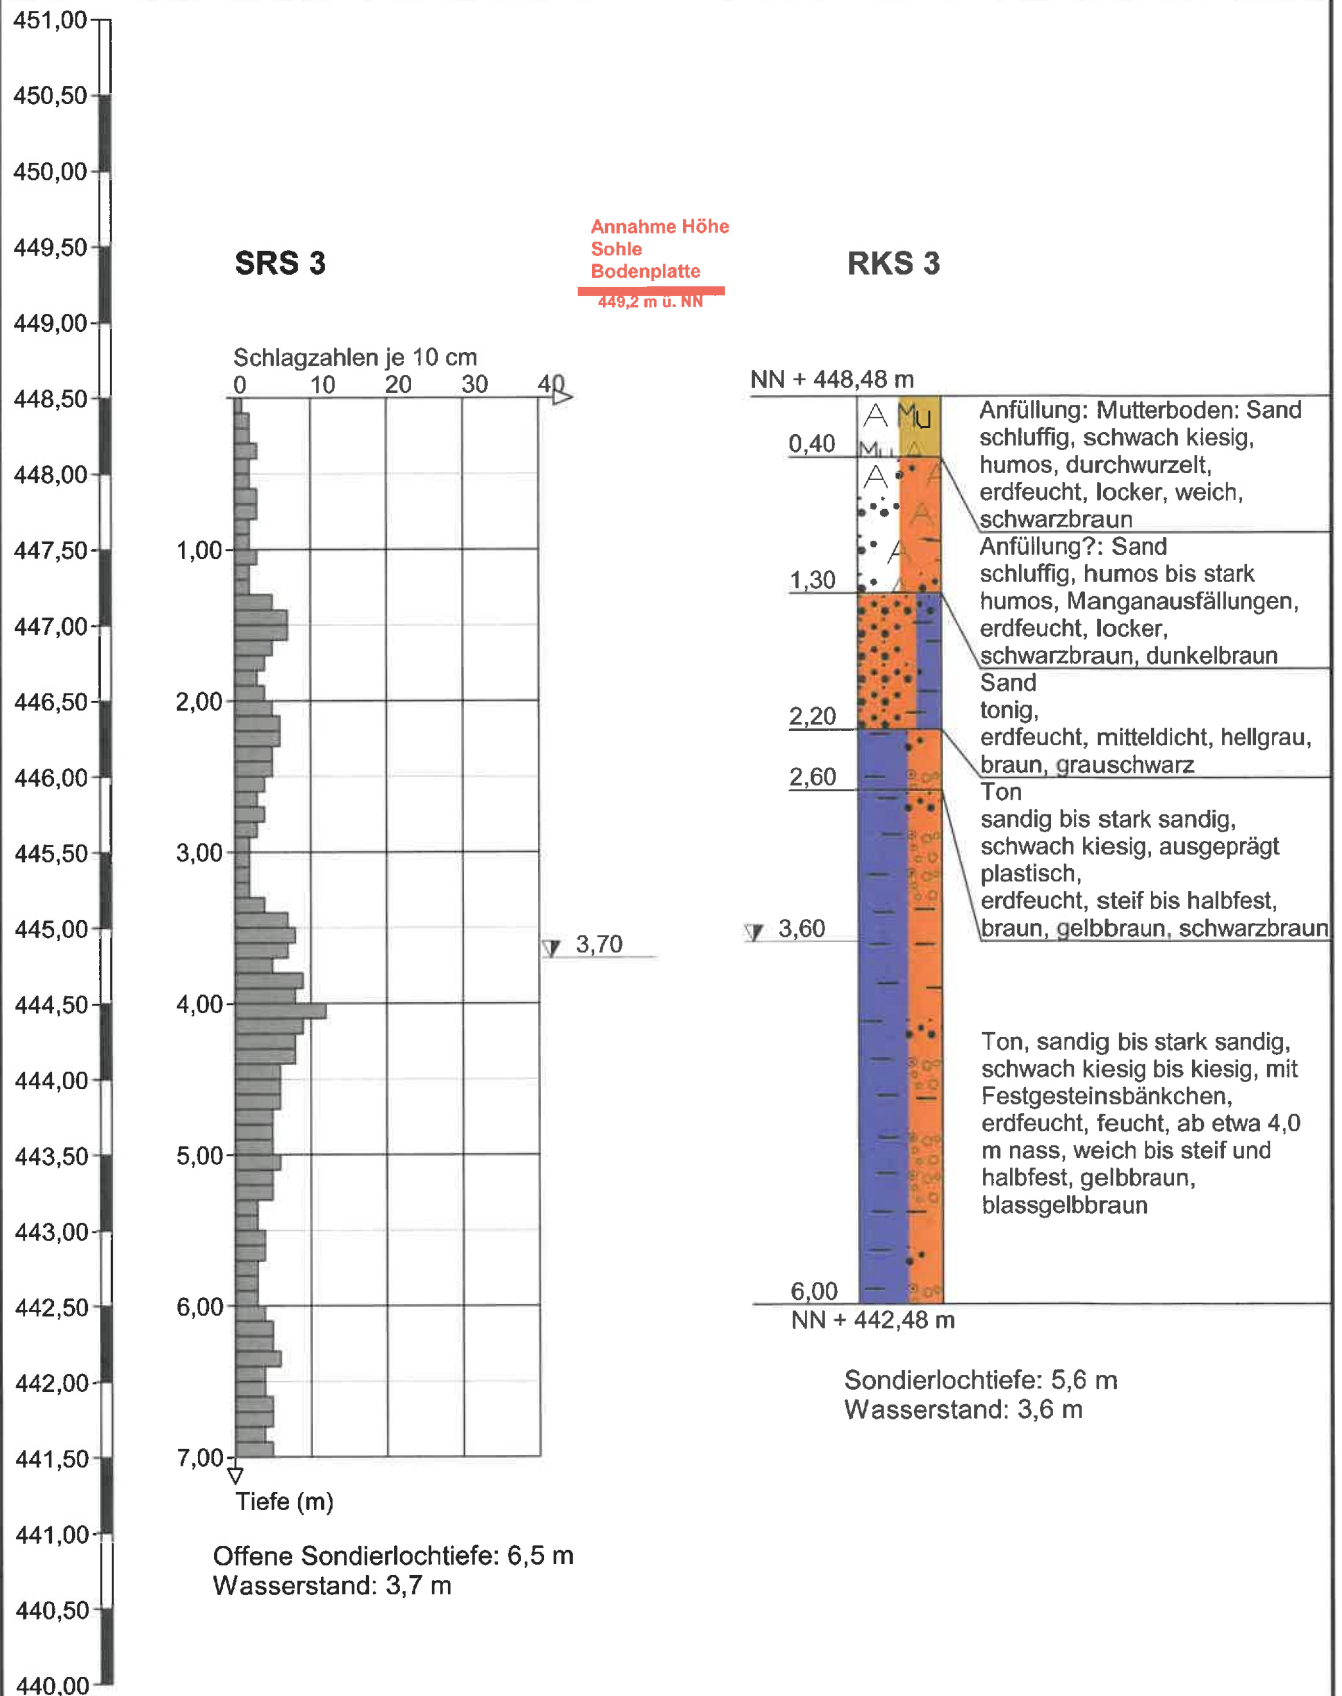 451,00
450,50
450,00
449,50
449,00
448,50
448,00
447,50
447,00
446,50
446,00
445,50
445,00
444,50
444,00
443,50
443,00
442,50
442,00
441,50
441,00
440,50
440,00
SRS 3
Schlagzahlen je 10 cm
0 10 20 30 40
1,00
2,00
3,00
4,00
5,00
6,00
7,00
Tiefe (m)
3,70
Offene Sondierlochtiefe: 6,5 m
Wasserstand: 3,7 m
Annahme Höhe
Sohle
Bodenplatte
449,2 m ü. NN
RKS 3
NN + 448,48 m
A Mu
Mu A
A A
A
A
A
0,40
1,30
2,20
2,60
3,60
6,00
NN + 442,48 m
Anfüllung: Mutterboden: Sand
schluffig, schwach kiesig,
humos, durchwurzelt,
erdfeucht, locker, weich,
schwarzbraun
Anfüllung?: Sand
schluffig, humos bis stark
humos, Manganausfällungen,
erdfeucht, locker,
schwarzbraun, dunkelbraun
Sand
tonig,
erdfeucht, mitteldicht, hellgrau,
braun, grauschwarz
Ton
sandig bis stark sandig,
schwach kiesig, ausgeprägt
plastisch,
erdfeucht, steif bis halbfest,
braun, gelbbraun, schwarzbraun
Ton, sandig bis stark sandig,
schwach kiesig bis kiesig, mit
Festgesteinsbänkchen,
erdfeucht, feucht, ab etwa 4,0
m nass, weich bis steif und
halbfest, gelbbraun,
blassgelbbraun
Sondierlochtiefe: 5,6 m
Wasserstand: 3,6 m